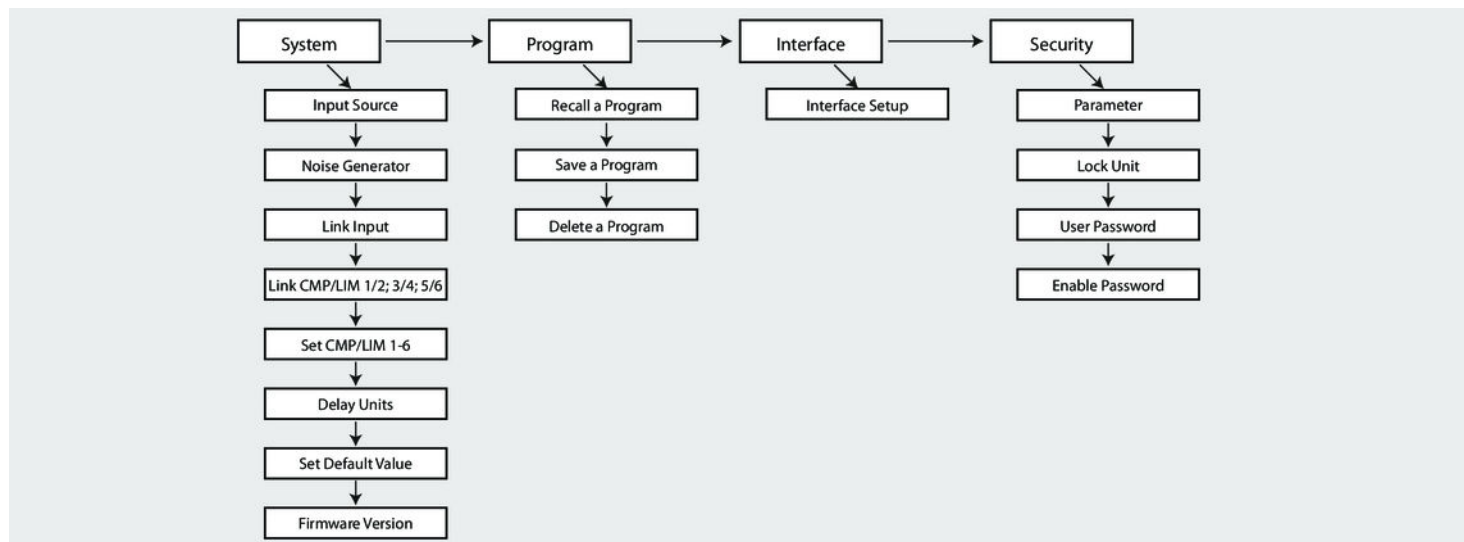 System
Program
Interface
Security
Input Source
Noise Generator
Link Input
Link CMP/LIM 1/2; 3/4; 5/6
Set CMP/LIM 1-6
Delay Units
Set Default Value
Firmware Version
Recall a Program
Save a Program
Delete a Program
Interface Setup
Parameter
Lock Unit
User Password
Enable Password